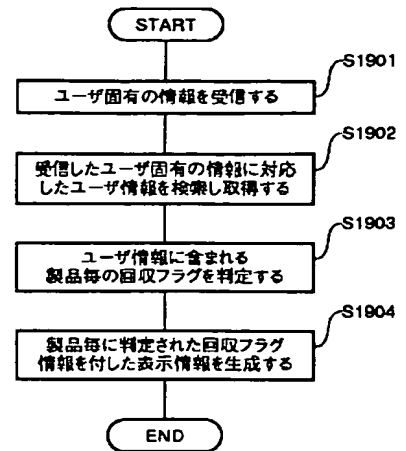 START
S1901
ユーザ固有の情報を受信する
S1902
受信したユーザ固有の情報に対応
したユーザ情報を検索し取得する
S1903
ユーザ情報に含まれる
製品毎の回収フラグを判定する
S1904
製品毎に判定された回収フラグ
情報を付した表示情報を生成する
END